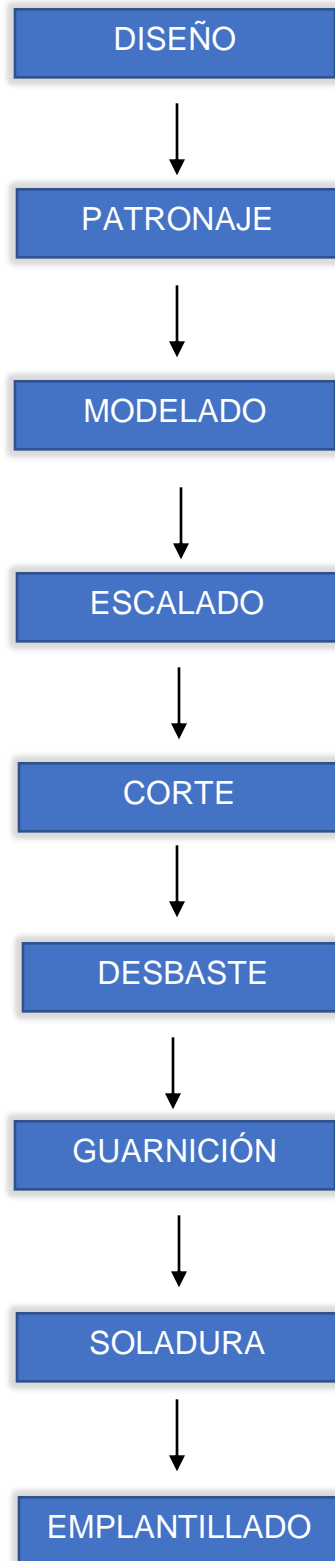 DISEÑO
PATRONAJE
MODELADO
ESCALADO
CORTE
DESBASTE
GUARNICIÓN
SOLADURA
EMPLANTILLADO